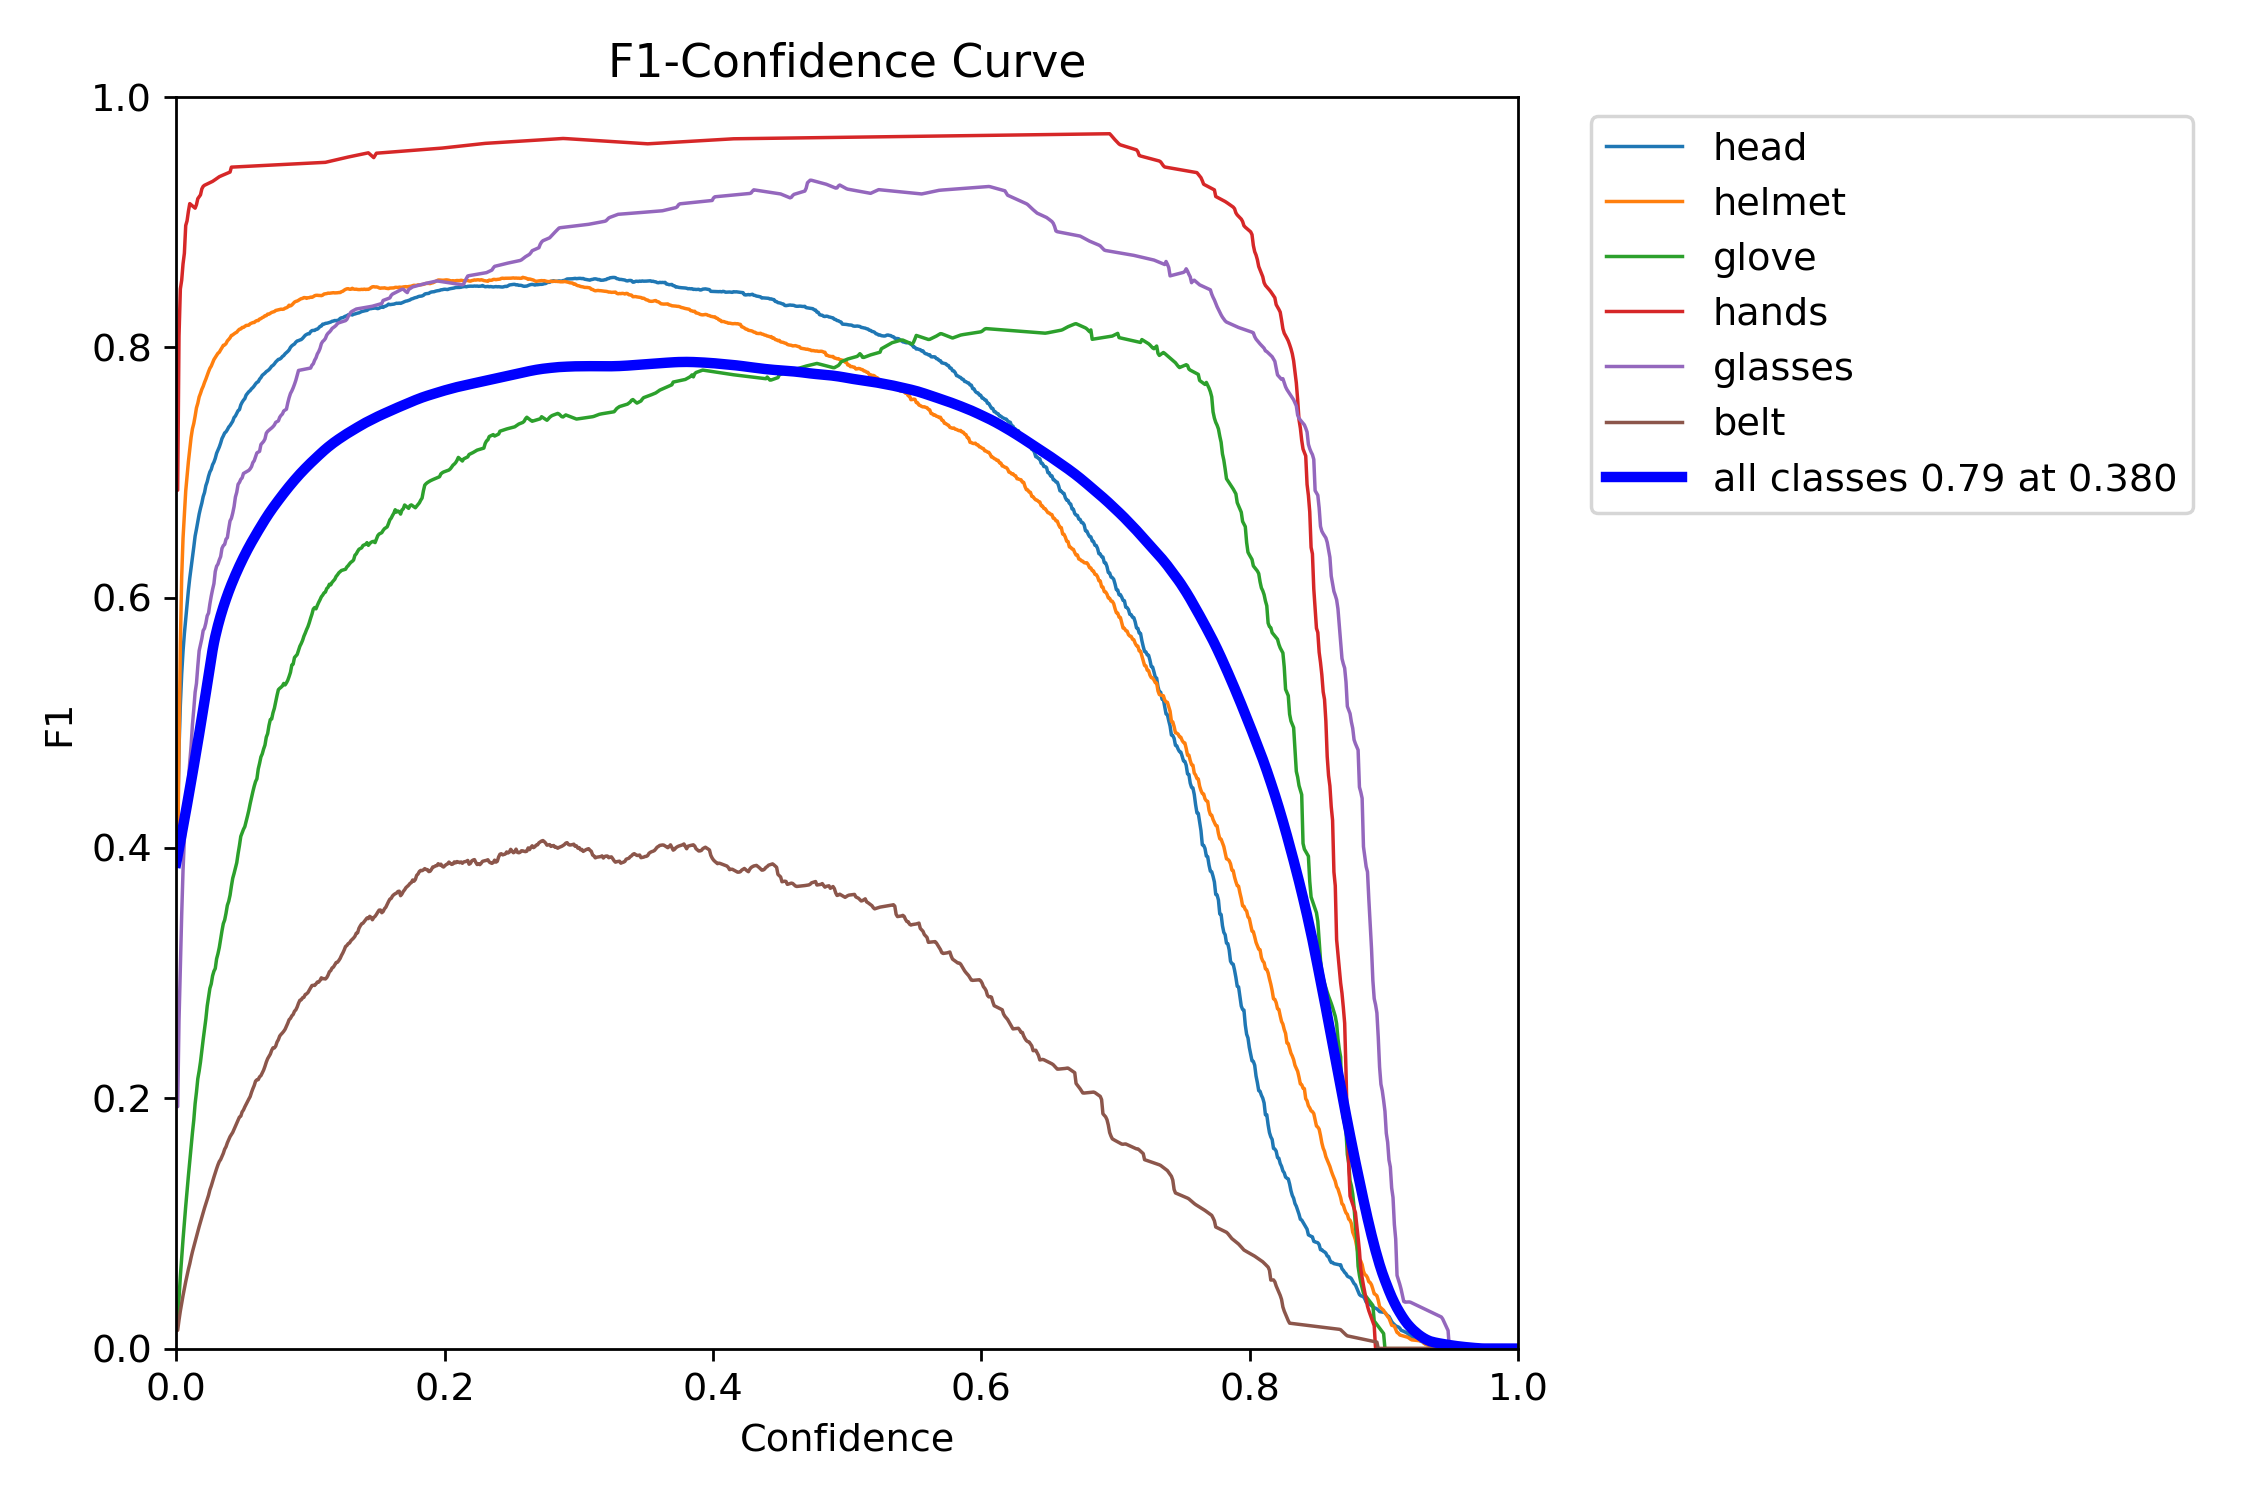 F1-Confidence Curve
1.0
0.8
0.6
0.4
0.2
0.0
F1
0.0 0.2 0.4 0.6 0.8 1.0
Confidence
head
helmet
glove
hands
glasses
belt
all classes 0.79 at 0.380